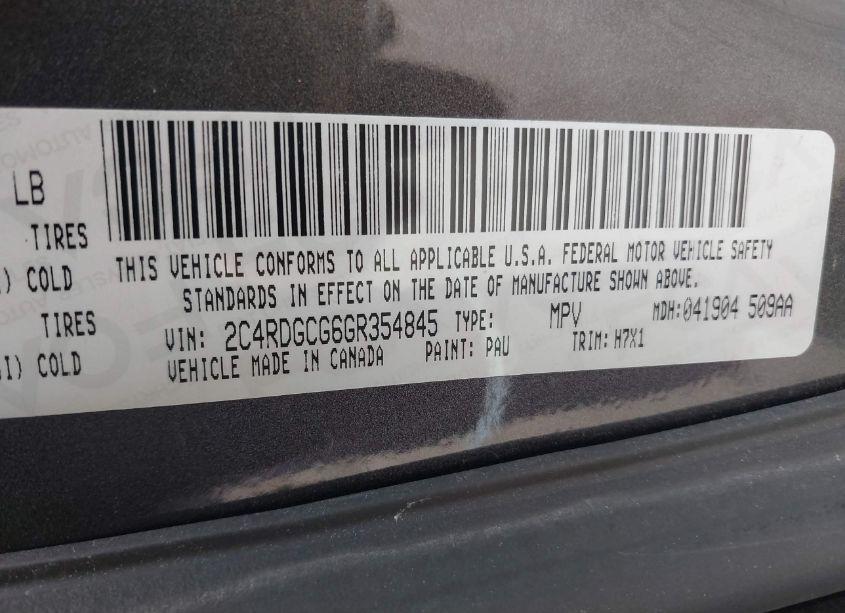 LB
TIRES
COLD
THIS VEHICLE CONFORMS TO ALL APPLICABLE U.S.A. FEDERAL MOTOR VEHICLE SAFETY
STANDARDS IN EFFECT ON THE DATE OF MANUFACTURE SHOWN ABOVE.
TIRES
VIN: 2C4RDGCG6GR354845 TYPE: MPV MDH:041904 509AA
I) COLD
VEHICLE MADE IN CANADA PAINT: PAU TRIM: H7X1